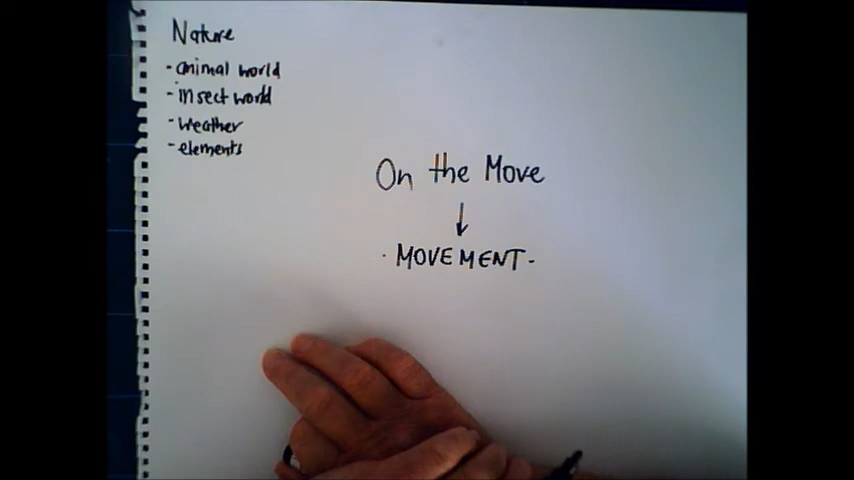 Nature
-animal world
-insect world
-Weather
-elements
On the Move
↓
· MOVEMENT -